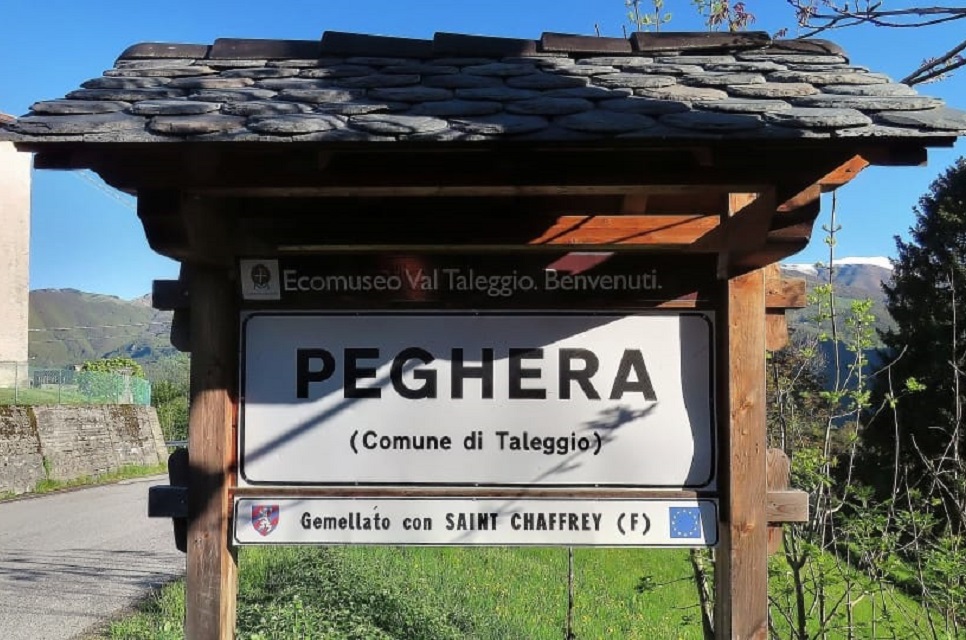 Ecomuseo Val Taleggio. Benvenuti.
PEGHERA
(Comune di Taleggio)
Gemellato con SAINT CHAFFREY (F)